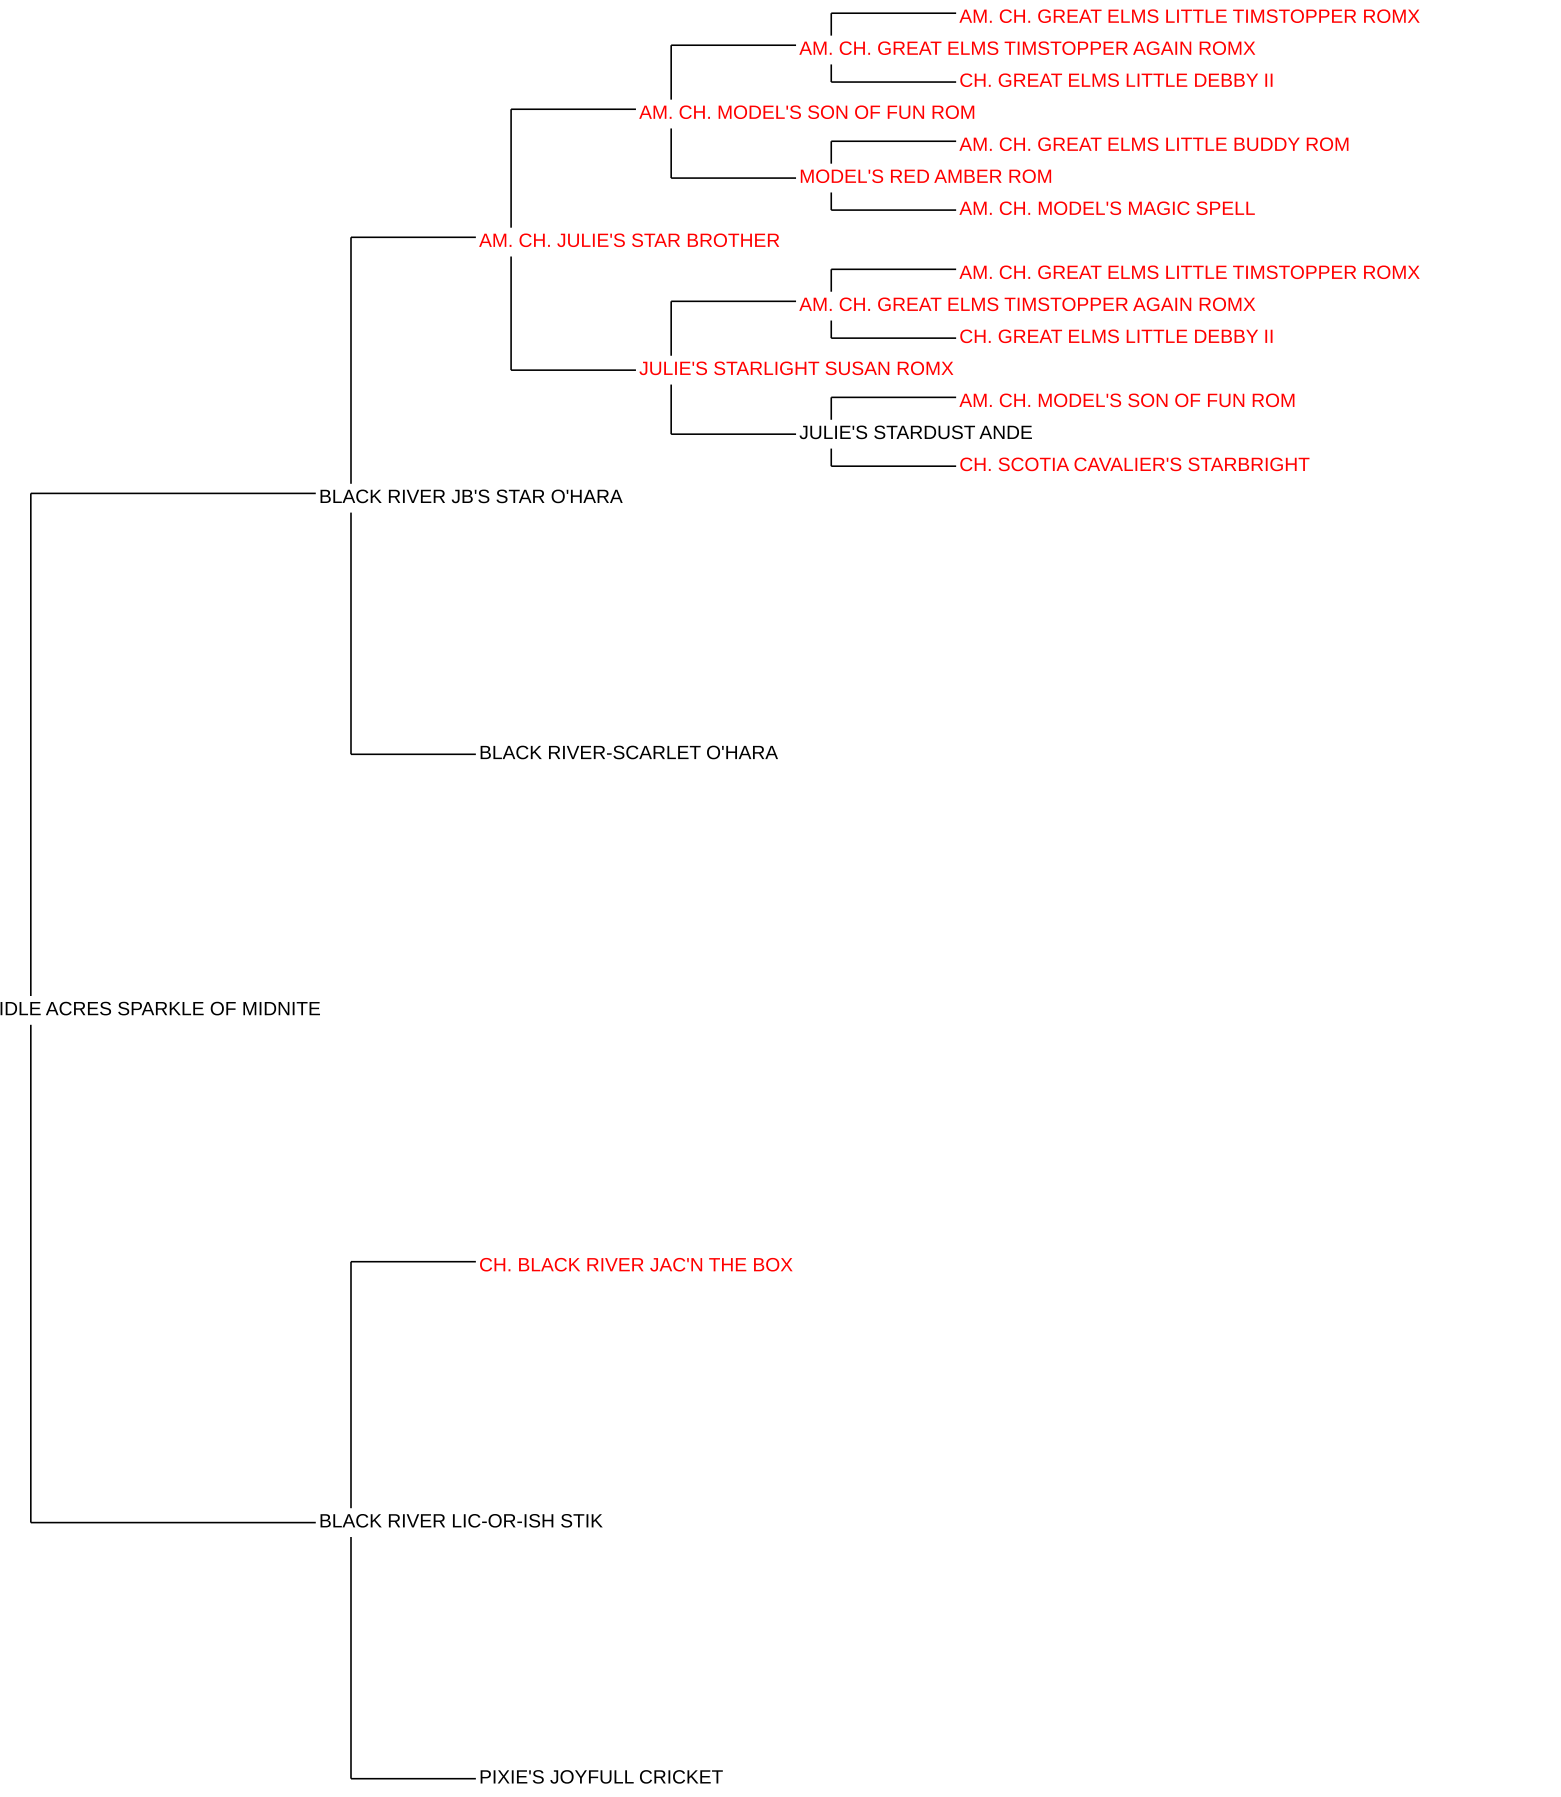 AM. CH. GREAT ELMS LITTLE TIMSTOPPER ROMX
AM. CH. GREAT ELMS TIMSTOPPER AGAIN ROMX
CH. GREAT ELMS LITTLE DEBBY II
AM. CH. MODEL'S SON OF FUN ROM
AM. CH. GREAT ELMS LITTLE BUDDY ROM
MODEL'S RED AMBER ROM
AM. CH. MODEL'S MAGIC SPELL
AM. CH. JULIE'S STAR BROTHER
AM. CH. GREAT ELMS LITTLE TIMSTOPPER ROMX
AM. CH. GREAT ELMS TIMSTOPPER AGAIN ROMX
CH. GREAT ELMS LITTLE DEBBY II
JULIE'S STARLIGHT SUSAN ROMX
AM. CH. MODEL'S SON OF FUN ROM
JULIE'S STARDUST ANDE
CH. SCOTIA CAVALIER'S STARBRIGHT
BLACK RIVER JB'S STAR O'HARA
BLACK RIVER-SCARLET O'HARA
IDLE ACRES SPARKLE OF MIDNITE
CH. BLACK RIVER JAC'N THE BOX
BLACK RIVER LIC-OR-ISH STIK
PIXIE'S JOYFULL CRICKET